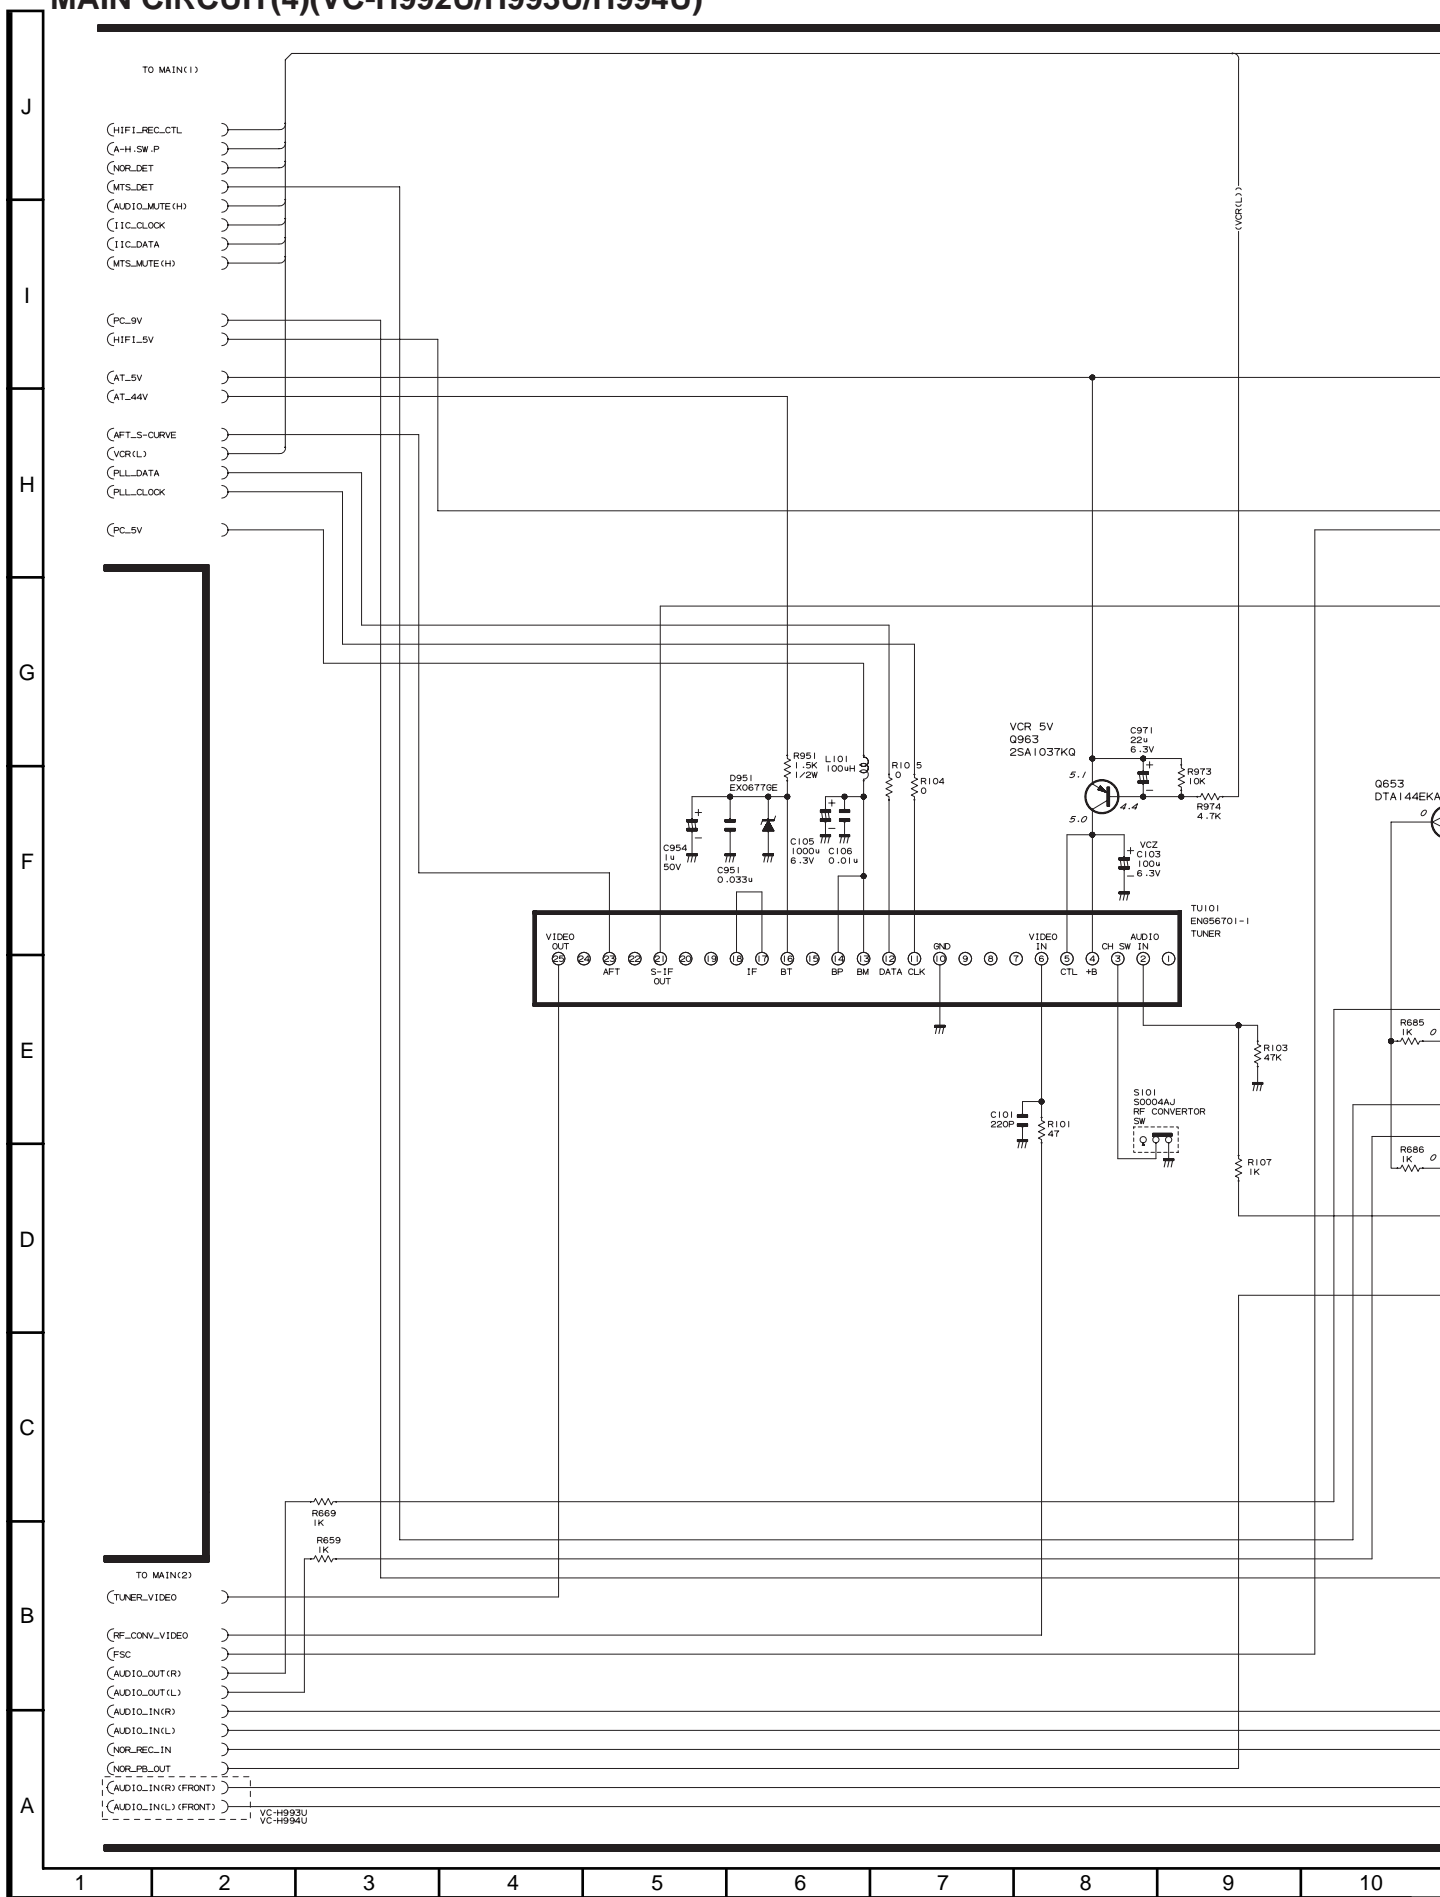 MAIN CIRCUIT(4)(VC-H992U/H993U/H994U)
TO MAIN(1)
J
HIFI_REC_CTL
A-H.SW.P
NOR_DET
MTS_DET
AUDIO_MUTE(H)
IIC_CLOCK
IIC_DATA
MTS_MUTE(H)
(VCR(L))
I
PC_9V
HIFI_5V
AT_5V
AT_44V
AFT_S-CURVE
VCR(L)
PLL_DATA
PLL_CLOCK
H
PC_5V
G
VCR 5V
Q963
2SA1037KQ
C971
22u
6.3V
R951
1.5K
1/2W
L101
100uH
R105
0
R104
0
D951
EX0677GE
5.1
4.4
5.0
R973
10K
R974
4.7K
Q653
DTA144EKA
0
F
C954
1u
50V
C951
0.033u
C105
1000u
6.3V
C106
0.01u
VCZ
C103
100u
6.3V
TU101
ENG56701-1
TUNER
VIDEO
OUT
GND
VIDEO
IN
CH SW
AUDIO
IN
25 24 23 22 21 20 19 18 17 16 15 14 13 12 11 10 9 8 7 6 5 4 3 2 1
AFT
S-IF
OUT
IF
BT
BP
BM
DATA
CLK
CTL
+B
E
R103
47K
R685
1K
0
S101
S0004AJ
RF CONVERTOR
SW
C101
220P
R101
47
R107
1K
R686
1K
0
D
C
R669
1K
R659
1K
TO MAIN(2)
TUNER_VIDEO
B
RF_CONV_VIDEO
FSC
AUDIO_OUT(R)
AUDIO_OUT(L)
AUDIO_IN(R)
AUDIO_IN(L)
NOR_REC_IN
NOR_PB_OUT
AUDIO_IN(R)(FRONT)
AUDIO_IN(L)(FRONT)
A
VC-H993U
VC-H994U
1 2 3 4 5 6 7 8 9 10